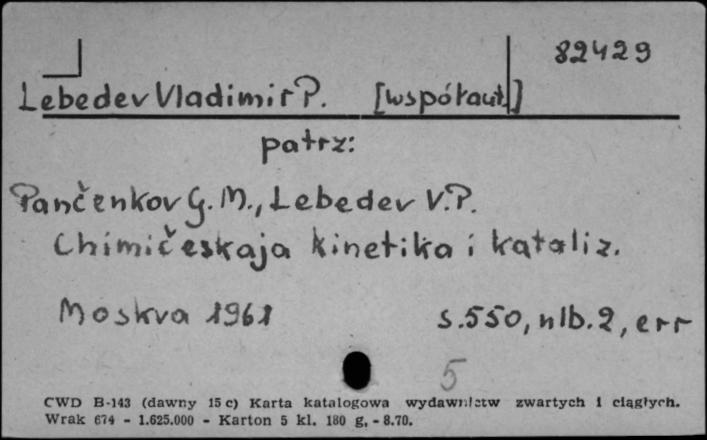 82429
Lebedev Vladimir P. [współaut.]
patrz:
Pančenkov G. M., Lebedev V. P.
Chimičeskaja kinetika i kataliz.
Moskva 1961 s. 550, nlb. 2, err
5
CWD B-143 (dawny 15 c) Karta katalogowa wydawnictw zwartych i ciągłych.
Wrak 674 - 1.625.000 - Karton 5 kl. 180 g, - 8.70.